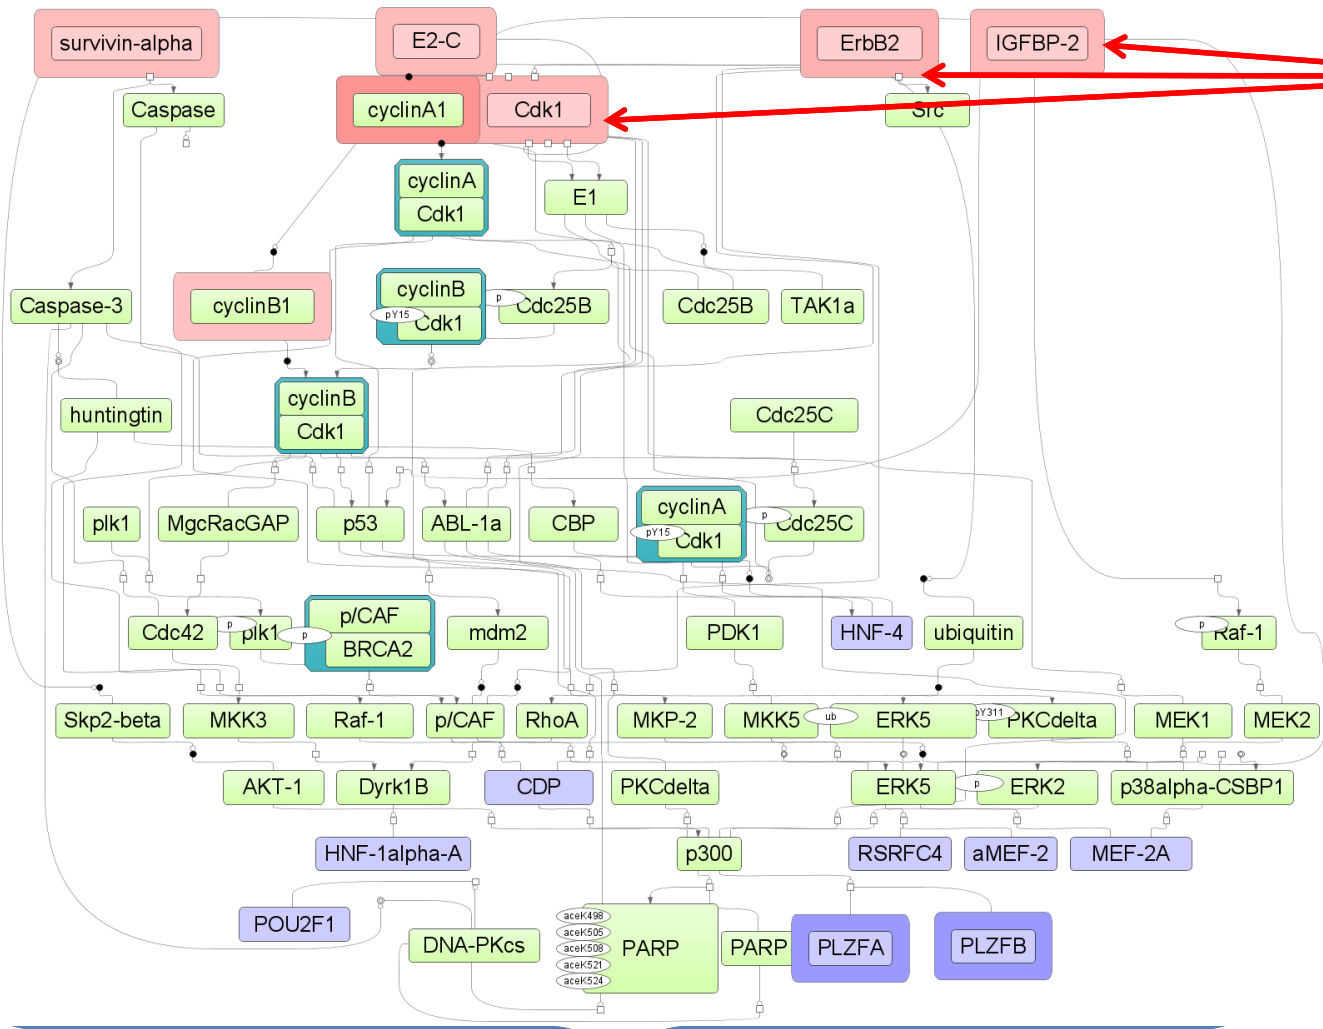 survivin-alpha
E2-C
ErbB2
IGFBP-2
Caspase
cyclinA1
Cdk1
Src
cyclinA
Cdk1
E1
Caspase-3
cyclinB1
cyclinB
pY15
Cdk1
p
Cdc25B
Cdc25B
TAK1a
huntingtin
cyclinB
Cdk1
Cdc25C
plk1
MgcRacGAP
p53
ABL-1a
CBP
cyclinA
pY15
Cdk1
p
Cdc25C
Cdc42
p
plk1
p
p/CAF
BRCA2
mdm2
PDK1
HNF-4
ubiquitin
p
Raf-1
Skp2-beta
MKK3
Raf-1
p/CAF
RhoA
MKP-2
MKK5
ub
ERK5
pY311
PKCdelta
MEK1
MEK2
AKT-1
Dyrk1B
CDP
PKCdelta
ERK5
p
ERK2
p38alpha-CSBP1
HNF-1alpha-A
p300
RSRFC4
aMEF-2
MEF-2A
POU2F1
DNA-PKcs
aceK498
aceK505
aceK508
aceK521
aceK524
PARP
PARP
PLZFA
PLZFB